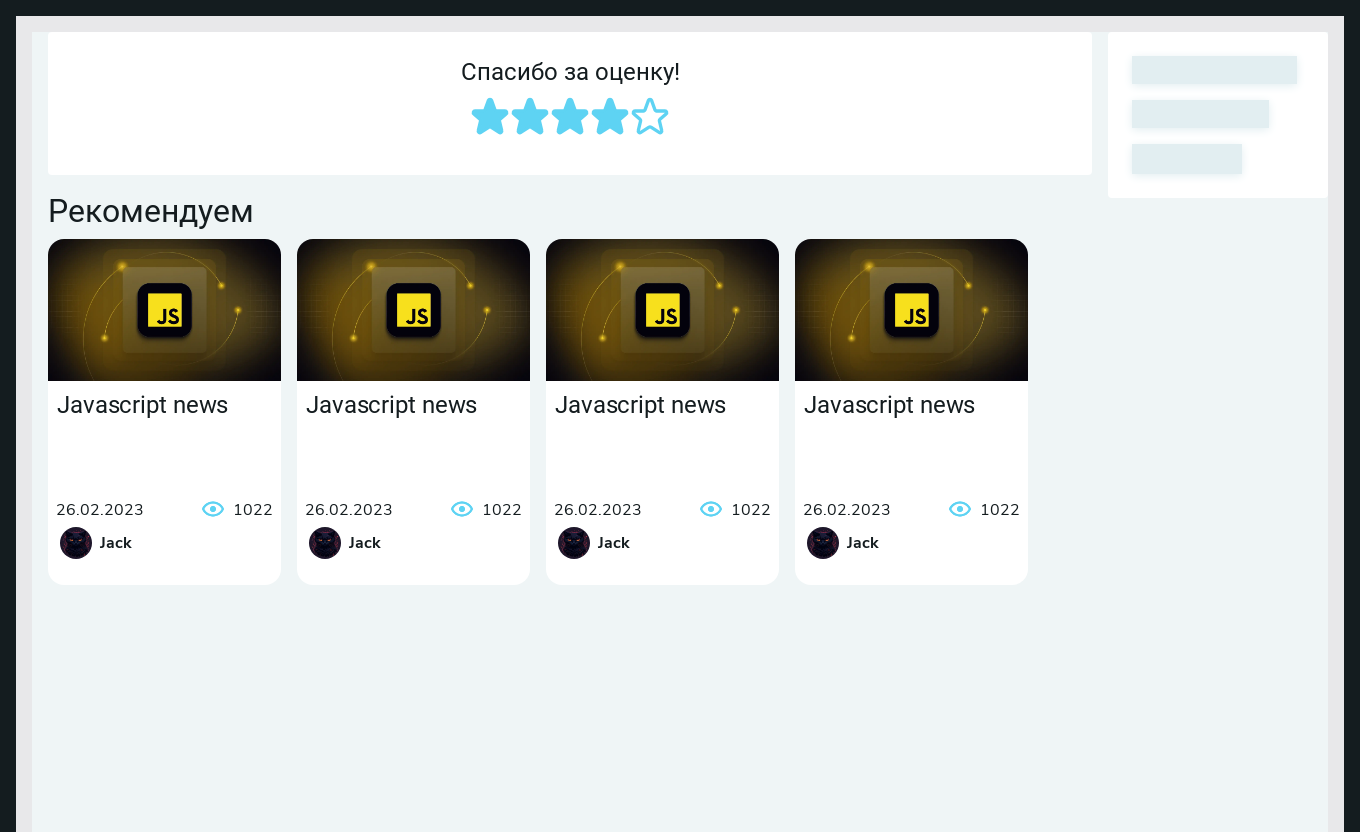 Спасибо за оценку!
Рекомендуем
JS JS JS JS
Javascript news Javascript news Javascript news Javascript news
26.02.2023 1022 26.02.2023 1022 26.02.2023 1022 26.02.2023 1022
Jack Jack Jack Jack